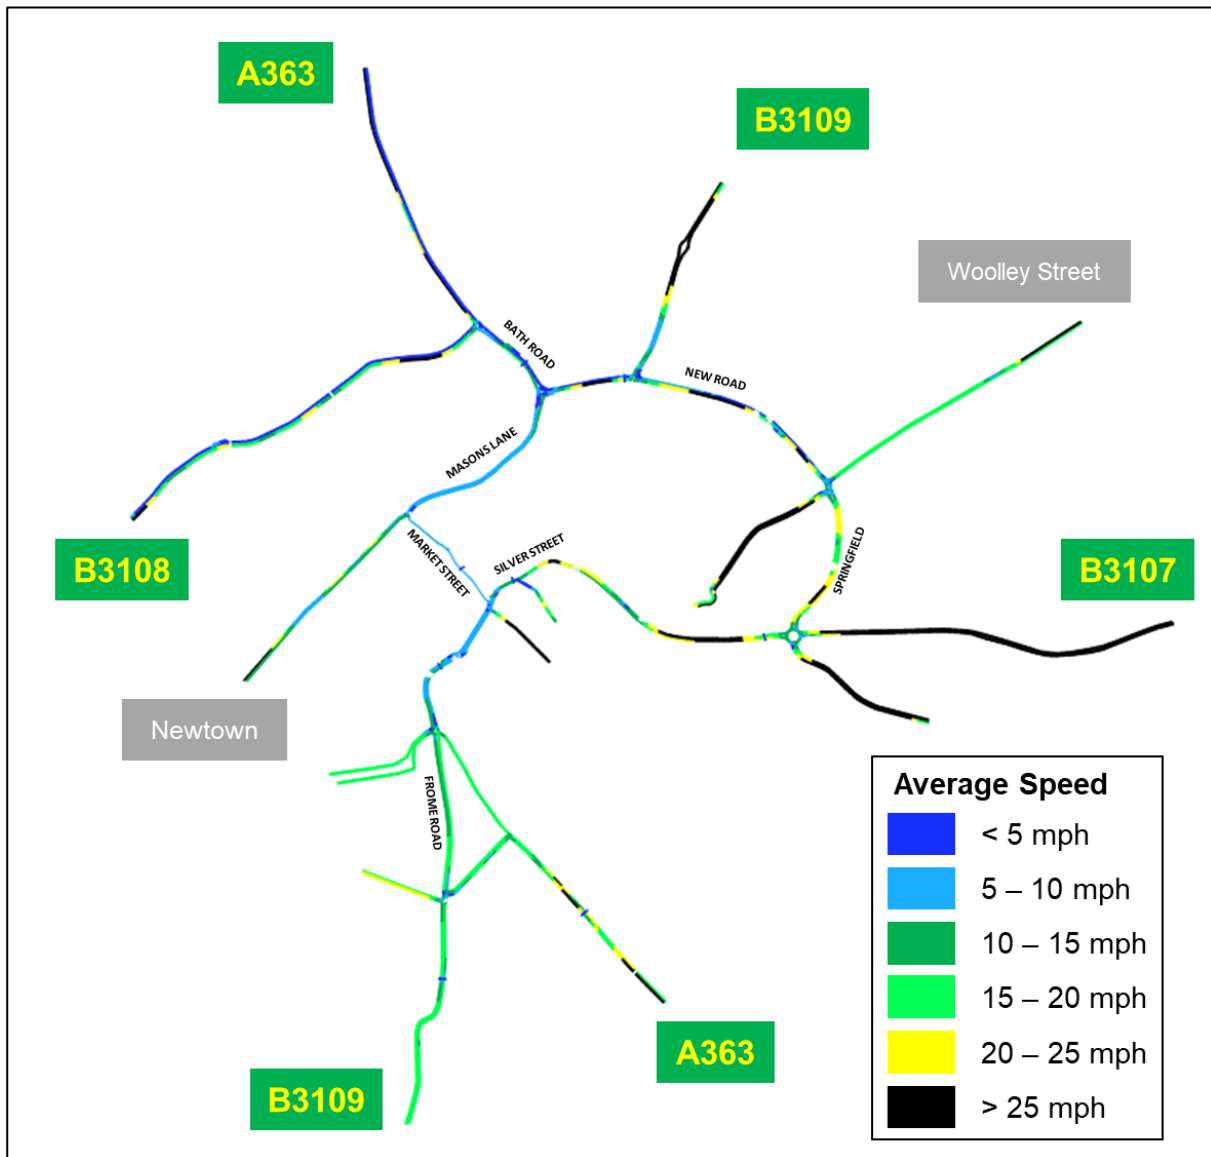 A363
B3109
Woolley Street
BATH ROAD
NEW ROAD
MASONS LANE
B3108
MARKET STREET
SILVER STREET
SPRINGFIELD
B3107
Newtown
FROME ROAD
A363
B3109
Average Speed
< 5 mph
5 – 10 mph
10 – 15 mph
15 – 20 mph
20 – 25 mph
> 25 mph